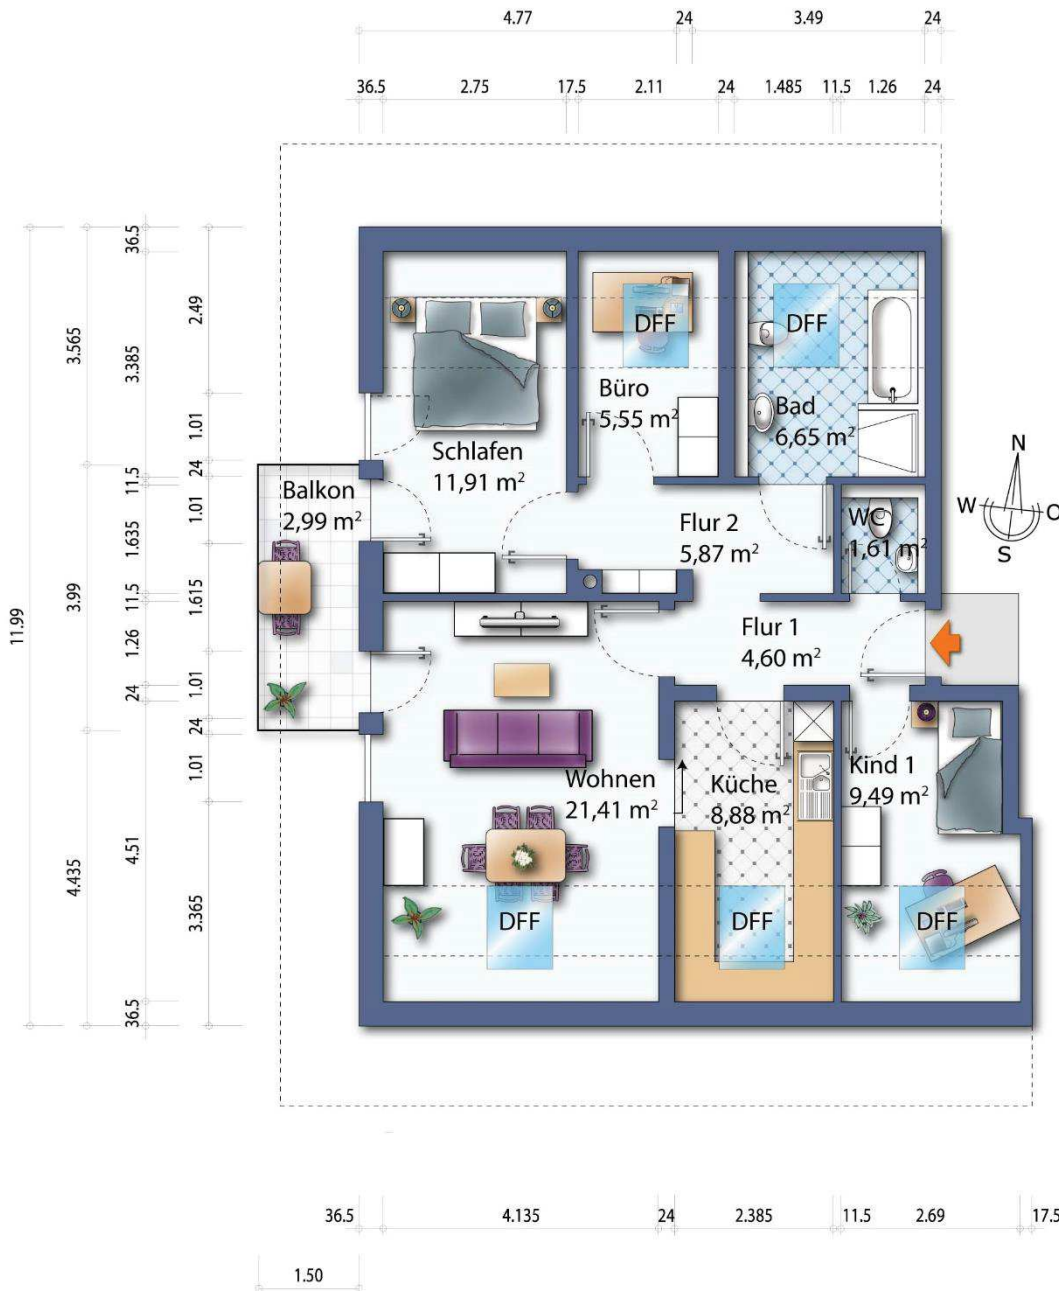 4.77
24
3.49
24
36.5
2.75
17.5
2.11
24
1.485
11.5
1.26
24
11.99
3.565
3.99
4.435
36.5
3.385
11.5
1.635
11.5
1.26
24
4.51
36.5
2.49
1.01
24
1.01
1.615
1.01
24
1.01
3.365
DFF
DFF
Büro
5,55 m²
Bad
6,65 m²
Schlafen
11,91 m²
Balkon
2,99 m²
Flur 2
5,87 m²
WC
1,61 m²
N
W
O
S
Flur 1
4,60 m²
Wohnen
21,41 m²
Küche
8,88 m²
Kind 1
9,49 m²
DFF
DFF
DFF
36.5
4.135
24
2.385
11.5
2.69
17.5
1.50